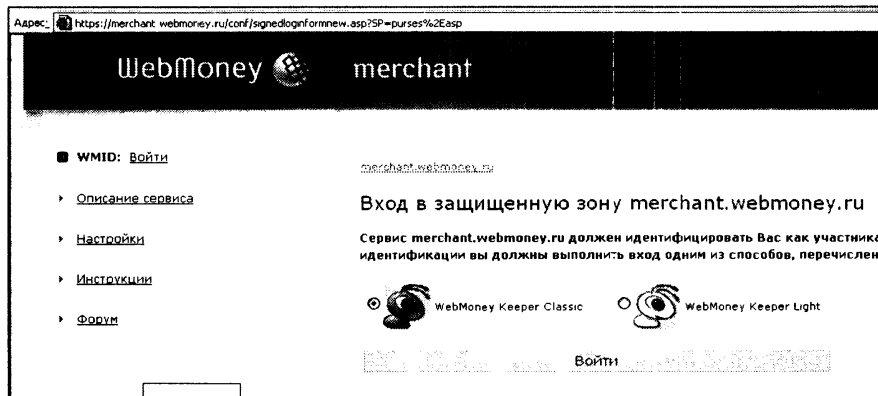 Адрес: https://merchant.webmoney.ru/conf/signedloginformnew.asp?SP=purses%2Easp
WebMoney merchant
WMID: Войти
merchant.webmoney.ru
Описание сервиса
Вход в защищенную зону merchant.webmoney.ru
Настройки
Сервис merchant.webmoney.ru должен идентифицировать Вас как участника
идентификации вы должны выполнить вход одним из способов, перечислен
Инструкции
WebMoney Keeper Classic WebMoney Keeper Light
Форум
Войти